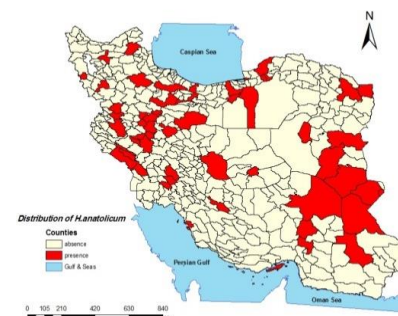 N
Caspian Sea
Distribution of H.anatolicum
Counties
absence
presence
Gulf & Seas
Persian Gulf
Oman Sea
0 105 210 420 630 840